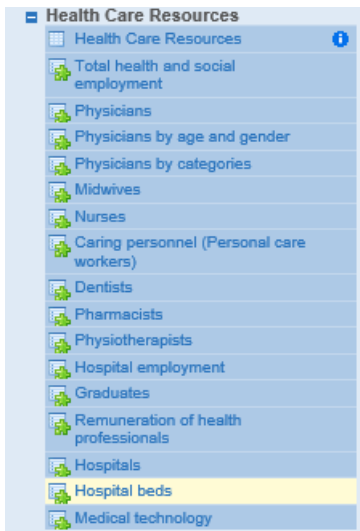 Health Care Resources
Health Care Resources
Total health and social
employment
Physicians
Physicians by age and gender
Physicians by categories
Midwives
Nurses
Caring personnel (Personal care
workers)
Dentists
Pharmacists
Physiotherapists
Hospital employment
Graduates
Remuneration of health
professionals
Hospitals
Hospital beds
Medical technology